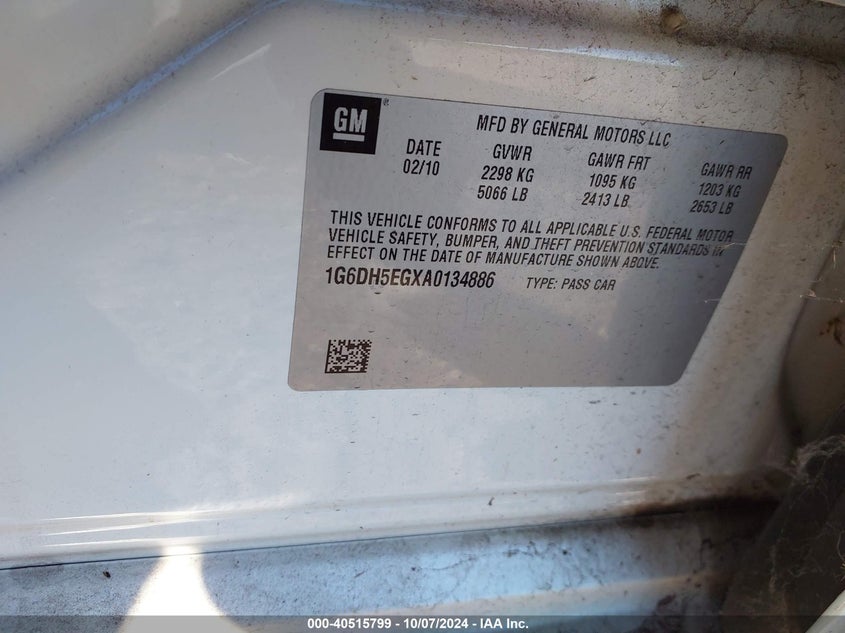 GM ®
MFD BY GENERAL MOTORS LLC
DATE GVWR GAWR FRT GAWR RR
02/10 2298 KG 1095 KG 1203 KG
5066 LB 2413 LB 2653 LB
THIS VEHICLE CONFORMS TO ALL APPLICABLE U.S. FEDERAL MOTOR
VEHICLE SAFETY, BUMPER, AND THEFT PREVENTION STANDARDS IN
EFFECT ON THE DATE OF MANUFACTURE SHOWN ABOVE.
1G6DH5EGXA0134886 TYPE: PASS CAR
000-40515799 - 10/07/2024 - IAA Inc.